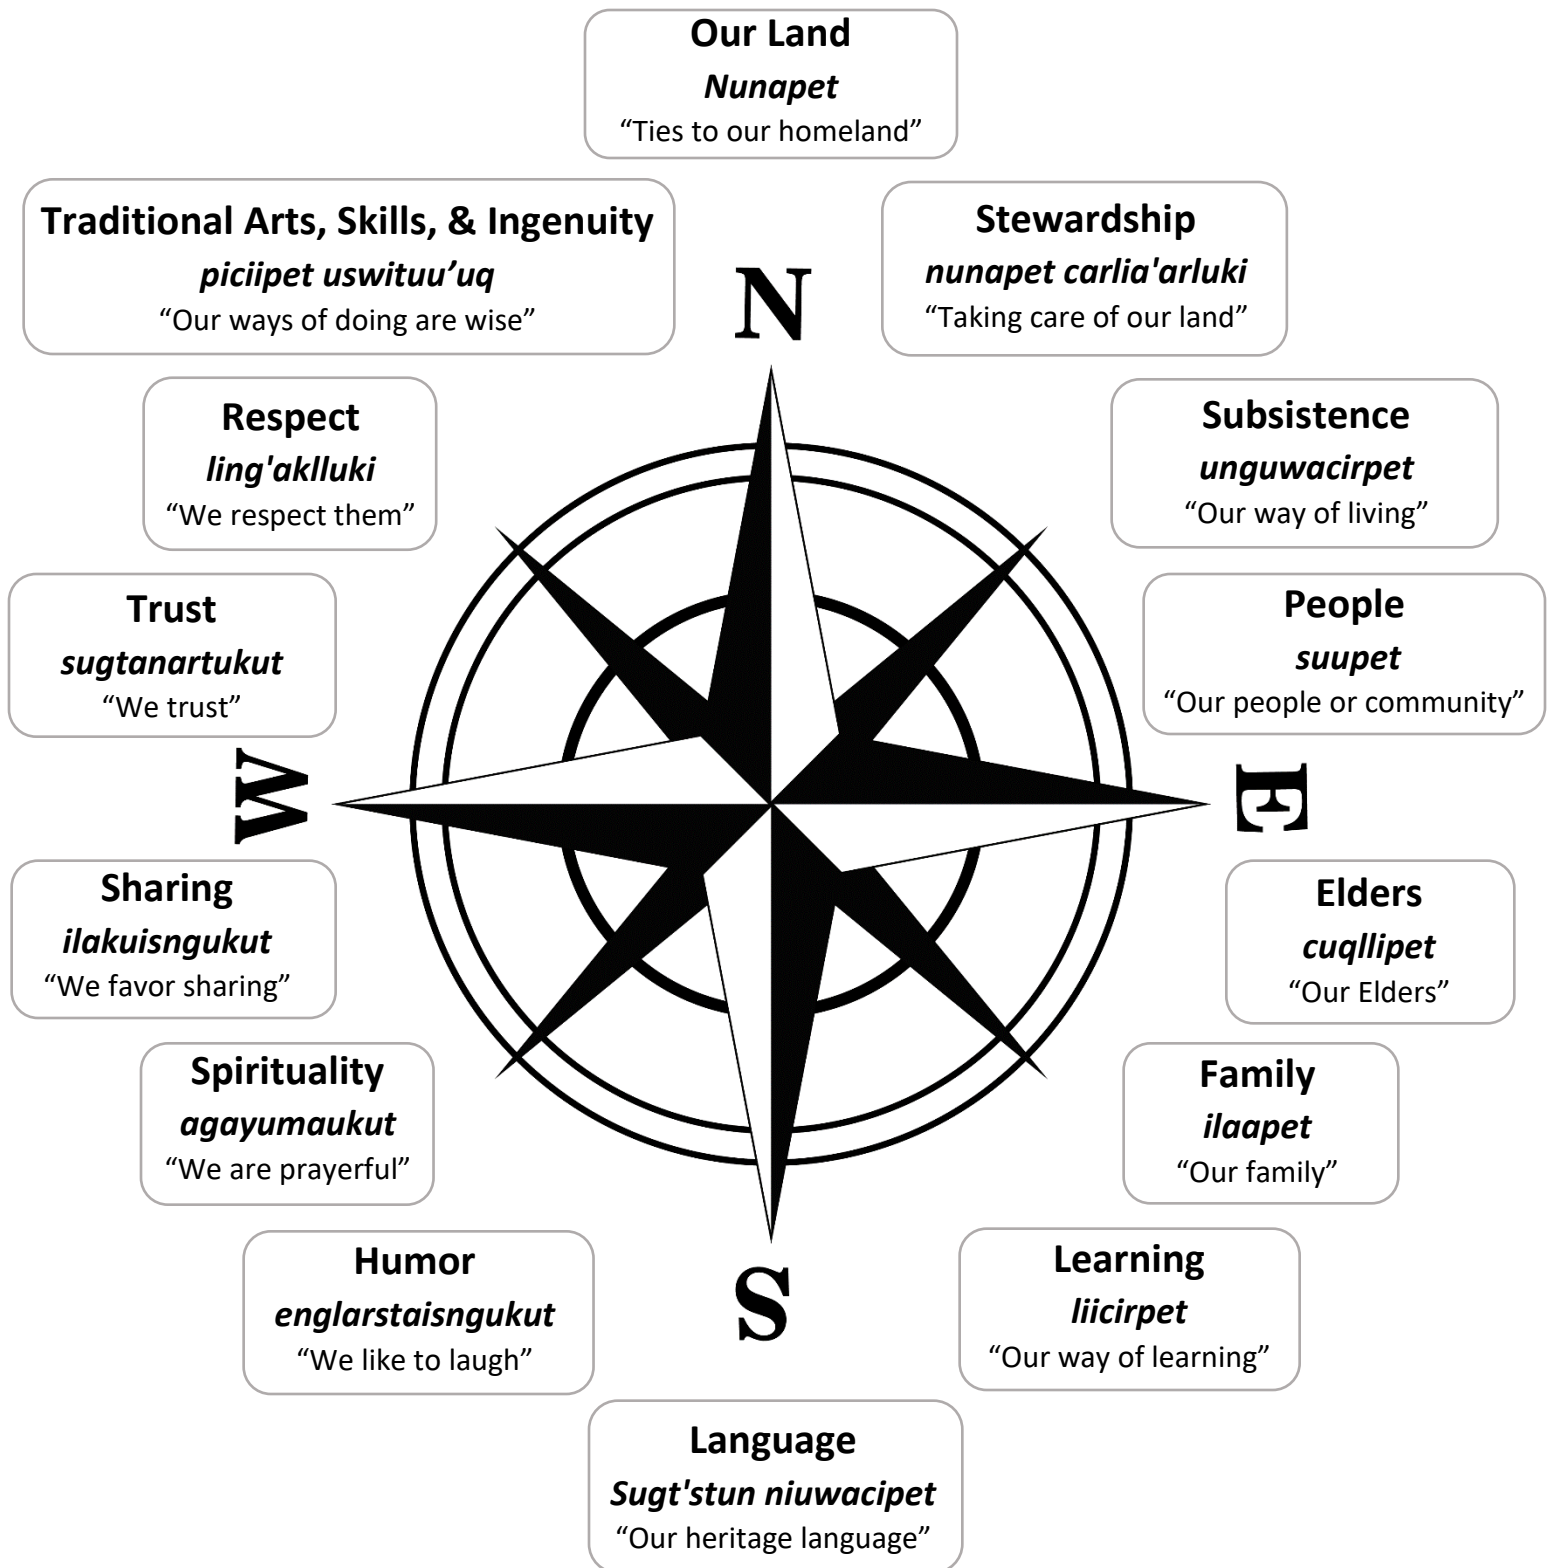 Our Land
Nunapet
“Ties to our homeland”
Traditional Arts, Skills, & Ingenuity
piciipet uswituu’uq
“Our ways of doing are wise”
Stewardship
nunapet carlia'arluki
“Taking care of our land”
N
Respect
ling'aklluki
“We respect them”
Subsistence
unguwacirpet
“Our way of living”
Trust
sugtanartukut
“We trust”
People
suupet
“Our people or community”
W
E
Sharing
ilakuisngukut
“We favor sharing”
Elders
cuqllipet
“Our Elders”
Spirituality
agayumaukut
“We are prayerful”
Family
ilaapet
“Our family”
Humor
englarstaisngukut
“We like to laugh”
S
Learning
liicirpet
“Our way of learning”
Language
Sugt'stun niuwacipet
“Our heritage language”